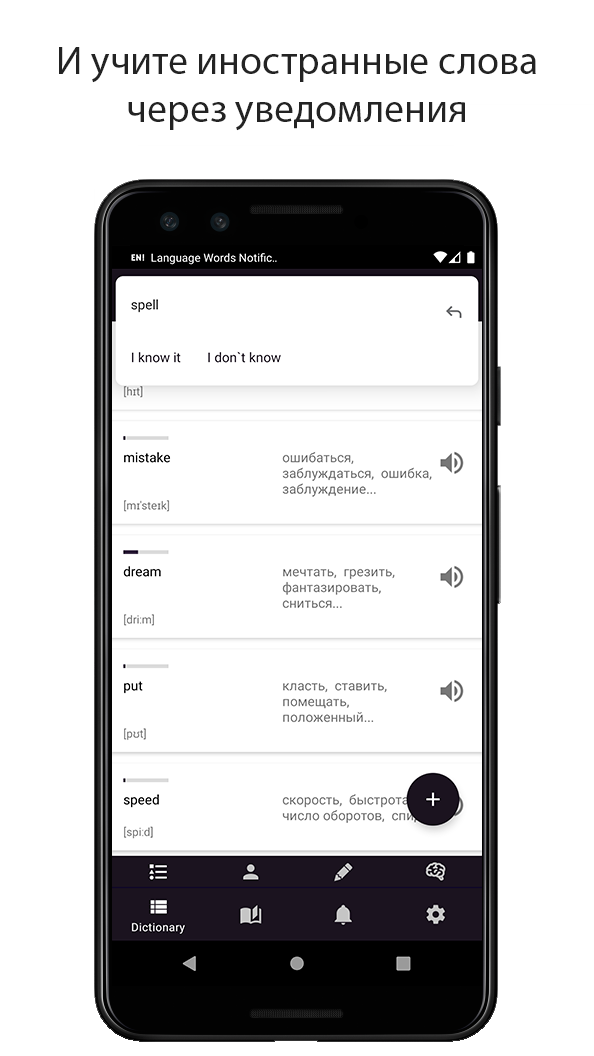 И учите иностранные слова
через уведомления
EN! Language Words Notific..
spell
I know it I don`t know
[hɪt]
mistake
ошибаться,
заблуждаться, ошибка,
заблуждение...
[mɪ'steɪk]
dream
мечтать, грезить,
фантазировать,
сниться...
[dri:m]
put
класть, ставить,
помещать,
положенный...
[pʊt]
speed
скорость, быстрота
число оборотов,
[spi:d]
Dictionary